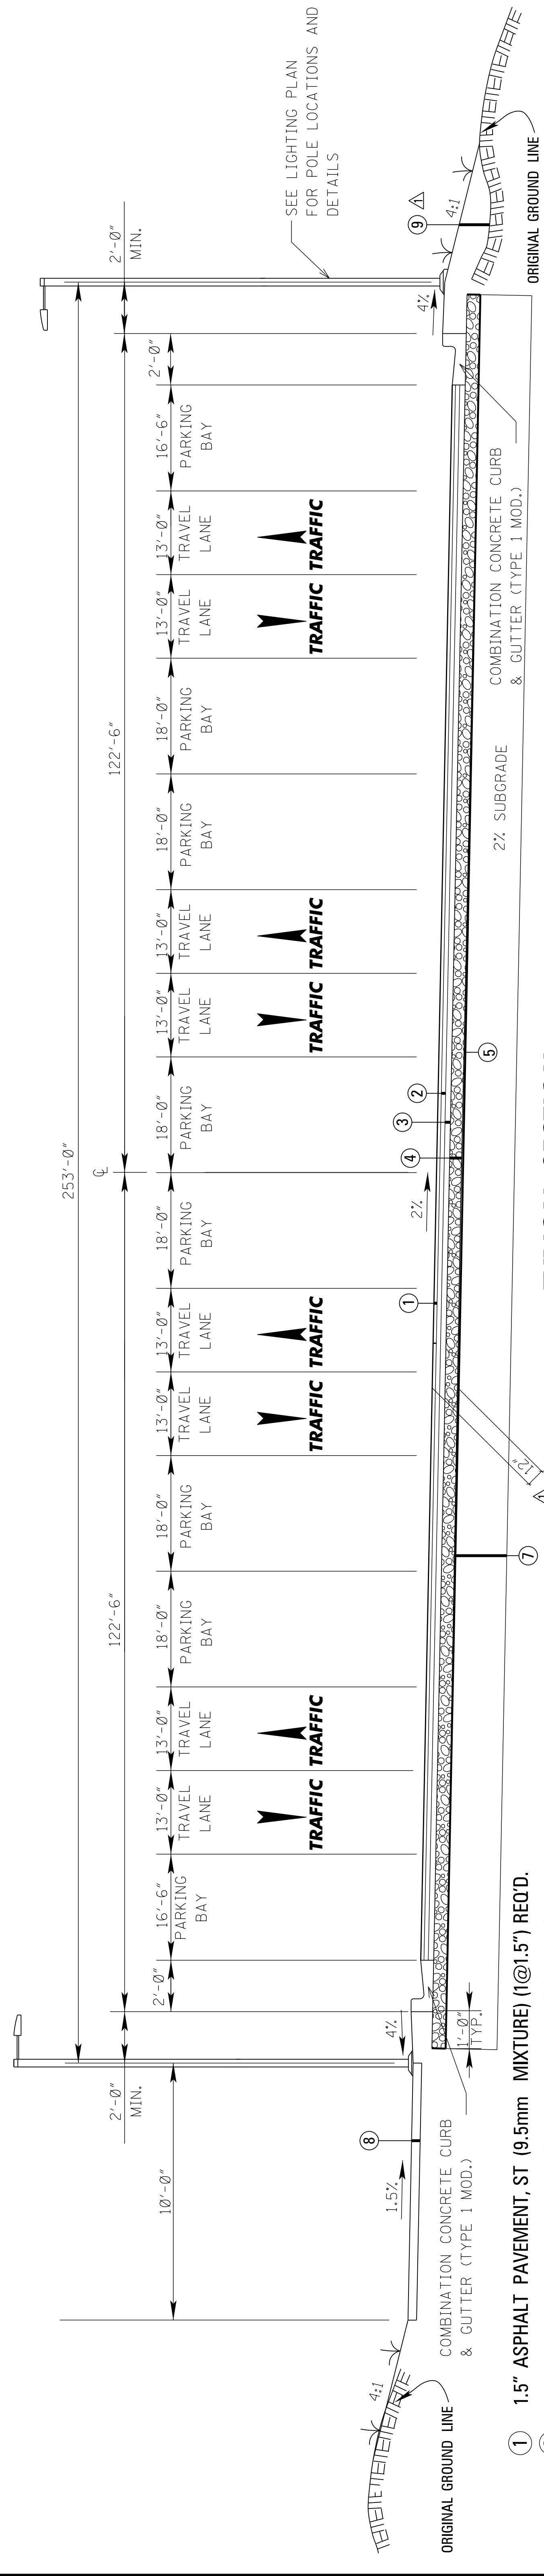 2'-0"
MIN.
253'-0"
2'-0"
MIN.
SEE LIGHTING PLAN
FOR POLE LOCATIONS AND
DETAILS
10'-0"
122'-6"
CL
122'-6"
2'-0"
16'-6"
PARKING
BAY
13'-0"
TRAVEL
LANE
13'-0"
TRAVEL
LANE
18'-0"
PARKING
BAY
18'-0"
PARKING
BAY
13'-0"
TRAVEL
LANE
13'-0"
TRAVEL
LANE
18'-0"
PARKING
BAY
18'-0"
PARKING
BAY
13'-0"
TRAVEL
LANE
13'-0"
TRAVEL
LANE
18'-0"
PARKING
BAY
18'-0"
PARKING
BAY
13'-0"
TRAVEL
LANE
13'-0"
TRAVEL
LANE
16'-6"
PARKING
BAY
2'-0"
TRAFFIC
TRAFFIC
TRAFFIC
TRAFFIC
TRAFFIC
TRAFFIC
TRAFFIC
TRAFFIC
4:1
1.5%
8
4%
1
2%
4
3
2
4%
9
1
4:1
ORIGINAL GROUND LINE
COMBINATION CONCRETE CURB
& GUTTER (TYPE 1 MOD.)
1'-0"
TYP.
7
12"
1
5
2% SUBGRADE
COMBINATION CONCRETE CURB
& GUTTER (TYPE 1 MOD.)
ORIGINAL GROUND LINE
1 1.5" ASPHALT PAVEMENT, ST (9.5mm MIXTURE) (1@1.5") REQ'D.